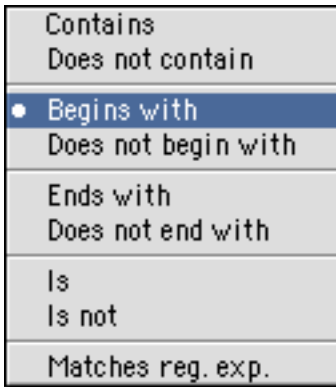 Contains
Does not contain
Begins with
Does not begin with
Ends with
Does not end with
Is
Is not
Matches reg. exp.